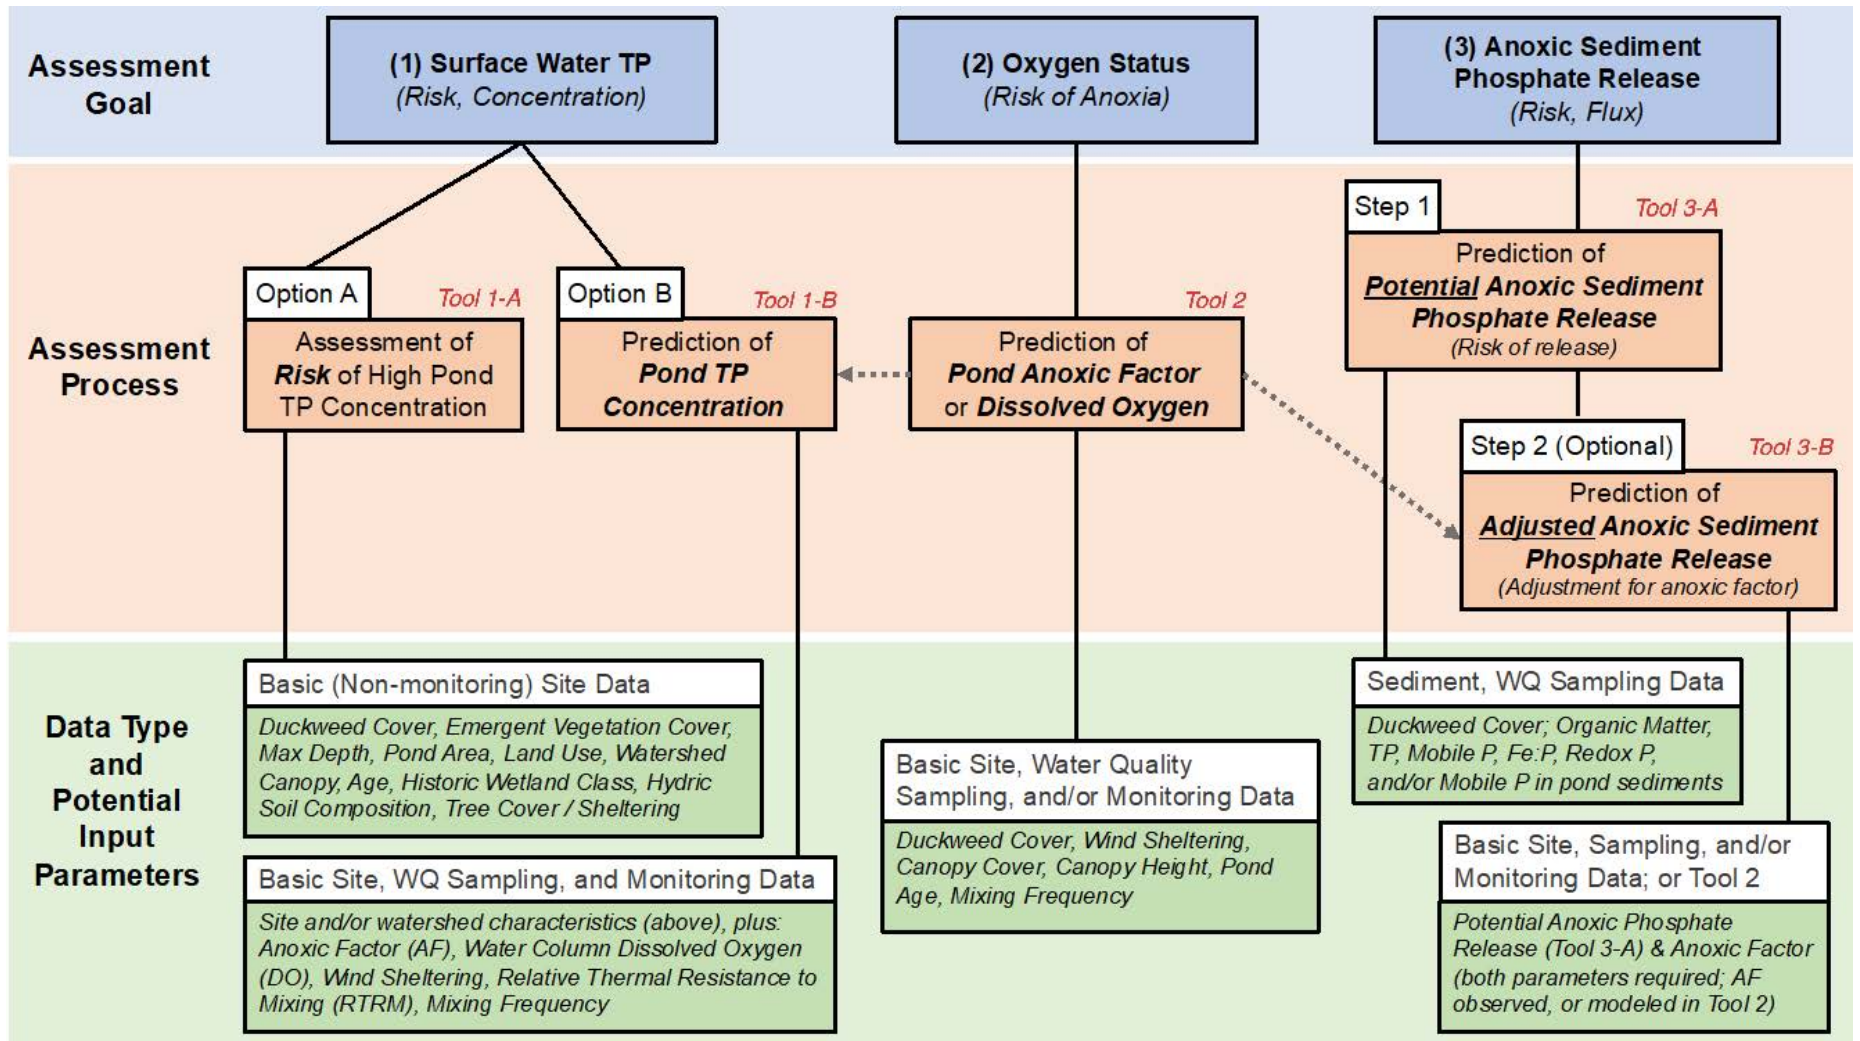 Assessment
Goal
(1) Surface Water TP
(Risk, Concentration)
(2) Oxygen Status
(Risk of Anoxia)
(3) Anoxic Sediment
Phosphate Release
(Risk, Flux)
Assessment
Process
Option A
Tool 1-A
Assessment of
Risk of High Pond
TP Concentration
Option B
Tool 1-B
Prediction of
Pond TP
Concentration
Tool 2
Prediction of
Pond Anoxic Factor
or Dissolved Oxygen
Step 1
Tool 3-A
Prediction of
Potential Anoxic Sediment
Phosphate Release
(Risk of release)
Step 2 (Optional)
Tool 3-B
Prediction of
Adjusted Anoxic Sediment
Phosphate Release
(Adjustment for anoxic factor)
Data Type
and
Potential
Input
Parameters
Basic (Non-monitoring) Site Data
Duckweed Cover, Emergent Vegetation Cover,
Max Depth, Pond Area, Land Use, Watershed
Canopy, Age, Historic Wetland Class, Hydric
Soil Composition, Tree Cover / Sheltering
Basic Site, WQ Sampling, and Monitoring Data
Site and/or watershed characteristics (above), plus:
Anoxic Factor (AF), Water Column Dissolved Oxygen
(DO), Wind Sheltering, Relative Thermal Resistance to
Mixing (RTRM), Mixing Frequency
Basic Site, Water Quality
Sampling, and/or Monitoring Data
Duckweed Cover, Wind Sheltering,
Canopy Cover, Canopy Height, Pond
Age, Mixing Frequency
Sediment, WQ Sampling Data
Duckweed Cover; Organic Matter,
TP, Mobile P, Fe:P, Redox P,
and/or Mobile P in pond sediments
Basic Site, Sampling, and/or
Monitoring Data; or Tool 2
Potential Anoxic Phosphate
Release (Tool 3-A) & Anoxic Factor
(both parameters required; AF
observed, or modeled in Tool 2)